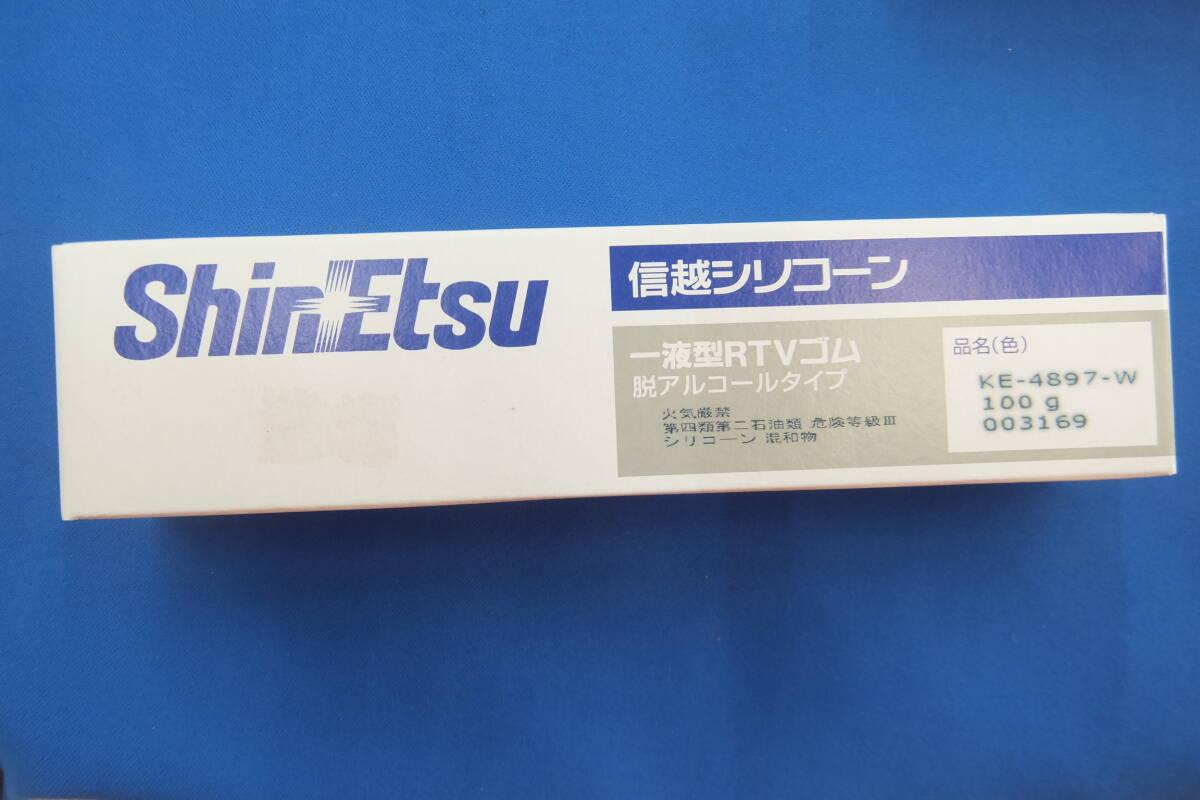 ShinEtsu
信越シリコーン
一液型RTVゴム
脱アルコールタイプ
火気厳禁
第四類第二石油類 危険等級Ⅲ
シリコーン 混和物
品名(色)
KE-4897-W
100 g
003169